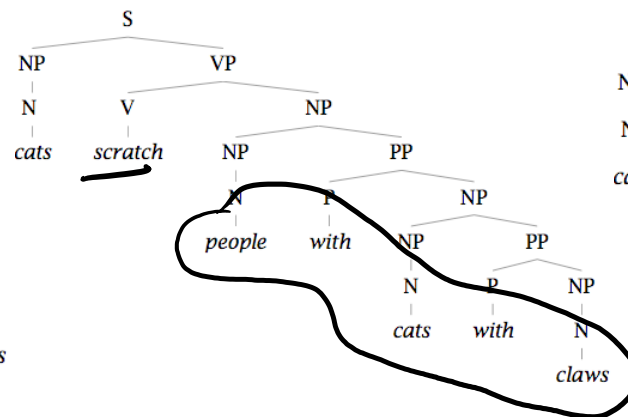 S
NP VP
N V NP
cats scratch NP PP
N P NP
people with NP PP
N P NP
cats with N
claws